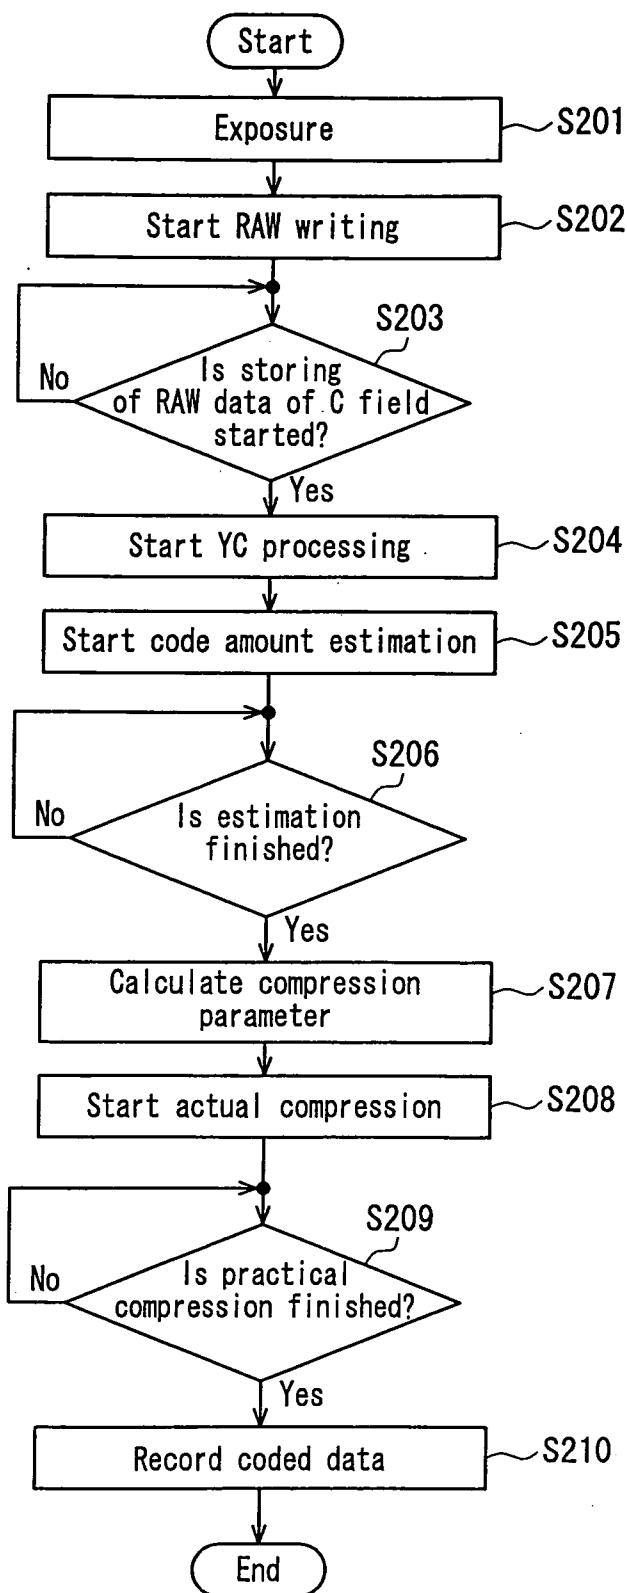 Start
Exposure
S201
Start RAW writing
S202
S203
No
Is storing
of RAW data of C field
started?
Yes
Start YC processing
S204
Start code amount estimation
S205
S206
No
Is estimation
finished?
Yes
Calculate compression
parameter
S207
Start actual compression
S208
S209
No
Is practical
compression finished?
Yes
Record coded data
S210
End